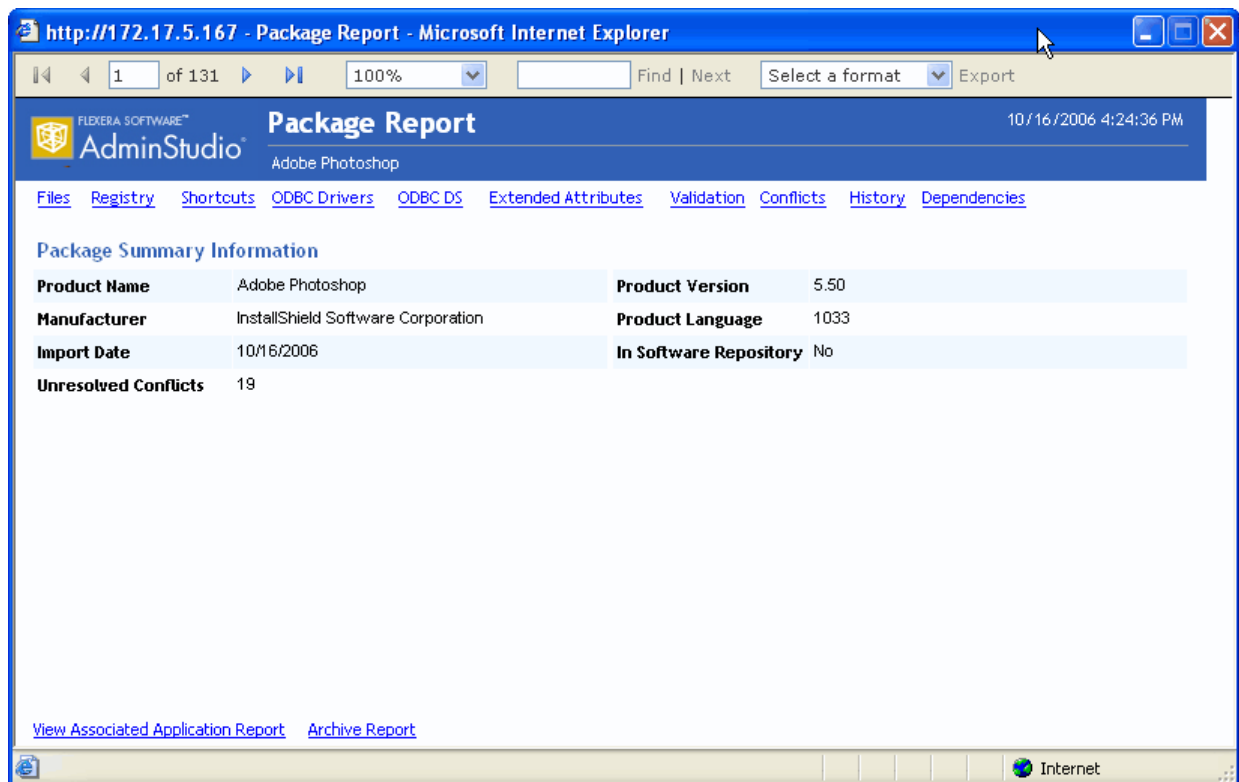 http://172.17.5.167 - Package Report - Microsoft Internet Explorer
1 of 131 100% Find | Next Select a format Export
FLEXERA SOFTWARE™
AdminStudio®
Package Report
10/16/2006 4:24:36 PM
Adobe Photoshop
Files Registry Shortcuts ODBC Drivers ODBC DS Extended Attributes Validation Conflicts History Dependencies
Package Summary Information
Product Name Adobe Photoshop Product Version 5.50
Manufacturer InstallShield Software Corporation Product Language 1033
Import Date 10/16/2006 In Software Repository No
Unresolved Conflicts 19
View Associated Application Report Archive Report
Internet